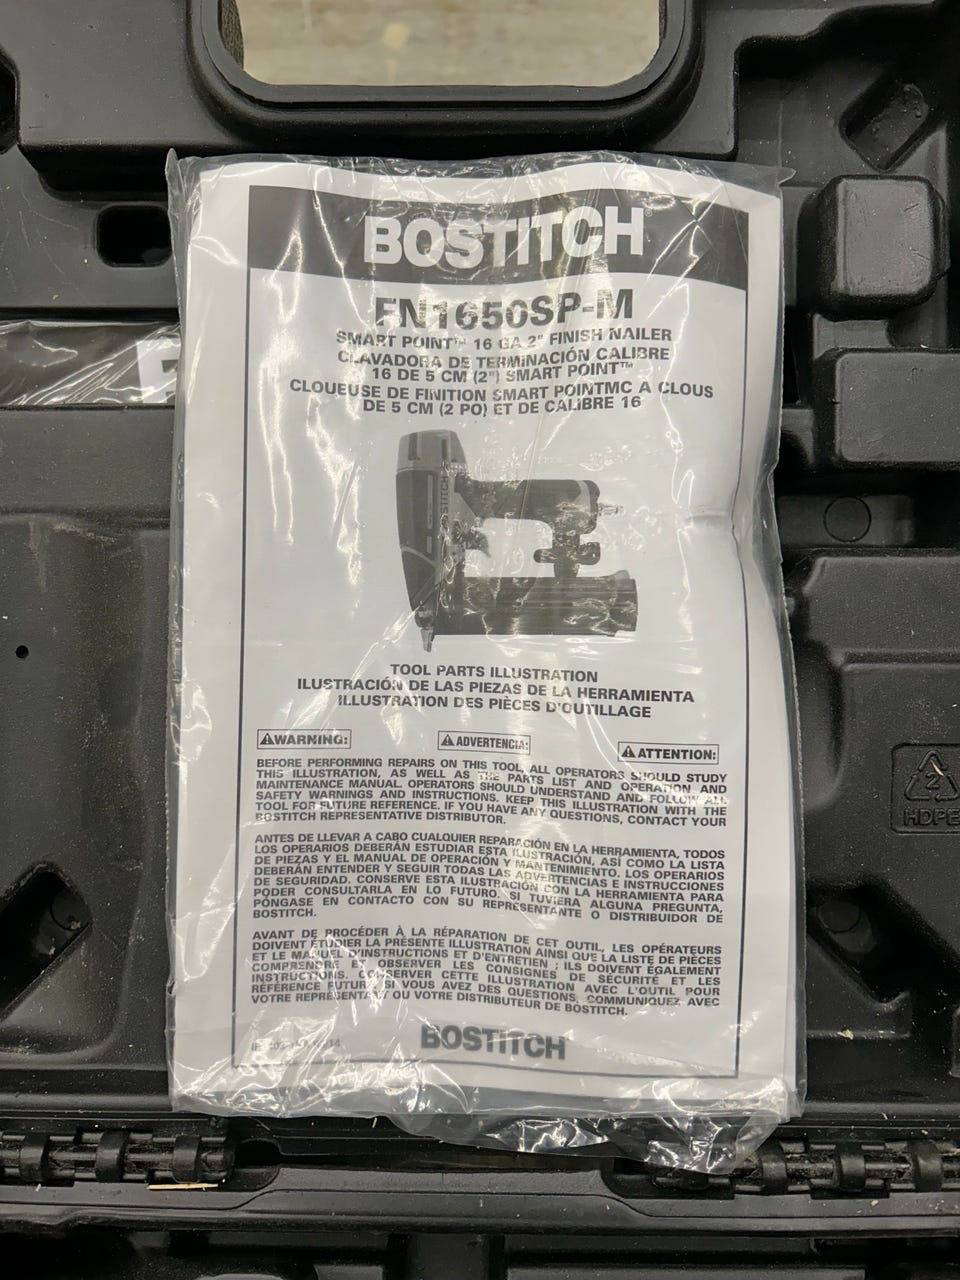 BOSTITCH®
FN1650SP-M
SMART POINT™ 16 GA 2" FINISH NAILER
CLAVADORA DE TERMINACIÓN CALIBRE
16 DE 5 CM (2") SMART POINT™
CLOUEUSE DE FINITION SMART POINTMC A CLOUS
DE 5 CM (2 PO) ET DE CALIBRE 16
BOSTITCH
TOOL PARTS ILLUSTRATION
ILUSTRACIÓN DE LAS PIEZAS DE LA HERRAMIENTA
ILLUSTRATION DES PIÈCES D'OUTILLAGE
WARNING:
ADVERTENCIA:
ATTENTION:
BEFORE PERFORMING REPAIRS ON THIS TOOL, ALL OPERATORS SHOULD STUDY
THIS ILLUSTRATION, AS WELL AS THE PARTS LIST AND OPERATION AND
MAINTENANCE MANUAL. OPERATORS SHOULD UNDERSTAND AND FOLLOW ALL
SAFETY WARNINGS AND INSTRUCTIONS. KEEP THIS ILLUSTRATION WITH THE
TOOL FOR FUTURE REFERENCE. IF YOU HAVE ANY QUESTIONS, CONTACT YOUR
BOSTITCH REPRESENTATIVE DISTRIBUTOR.
ANTES DE LLEVAR A CABO CUALQUIER REPARACIÓN EN LA HERRAMIENTA, TODOS
LOS OPERARIOS DEBERÁN ESTUDIAR ESTA ILUSTRACIÓN, ASÍ COMO LA LISTA
DE PIEZAS Y EL MANUAL DE OPERACIÓN Y MANTENIMIENTO. LOS OPERARIOS
DEBERÁN ENTENDER Y SEGUIR TODAS LAS ADVERTENCIAS E INSTRUCCIONES
DE SEGURIDAD. CONSERVE ESTA ILUSTRACIÓN CON LA HERRAMIENTA PARA
PODER CONSULTARLA EN LO FUTURO. SI TUVIERA ALGUNA PREGUNTA,
PÓNGASE EN CONTACTO CON SU REPRESENTANTE O DISTRIBUIDOR DE
BOSTITCH.
AVANT DE PROCÉDER À LA RÉPARATION DE CET OUTIL, LES OPÉRATEURS
DOIVENT ÉTUDIER LA PRÉSENTE ILLUSTRATION AINSI QUE LA LISTE DE PIÈCES
ET LE MANUEL D'INSTRUCTIONS ET D'ENTRETIEN ; ILS DOIVENT ÉGALEMENT
COMPRENDRE ET OBSERVER LES CONSIGNES DE SÉCURITÉ ET LES
INSTRUCTIONS. CONSERVER CETTE ILLUSTRATION AVEC L'OUTIL POUR
RÉFÉRENCE FUTURE. SI VOUS AVEZ DES QUESTIONS, COMMUNIQUEZ AVEC
VOTRE REPRÉSENTANT OU VOTRE DISTRIBUTEUR DE BOSTITCH.
BOSTITCH
2
HDPE